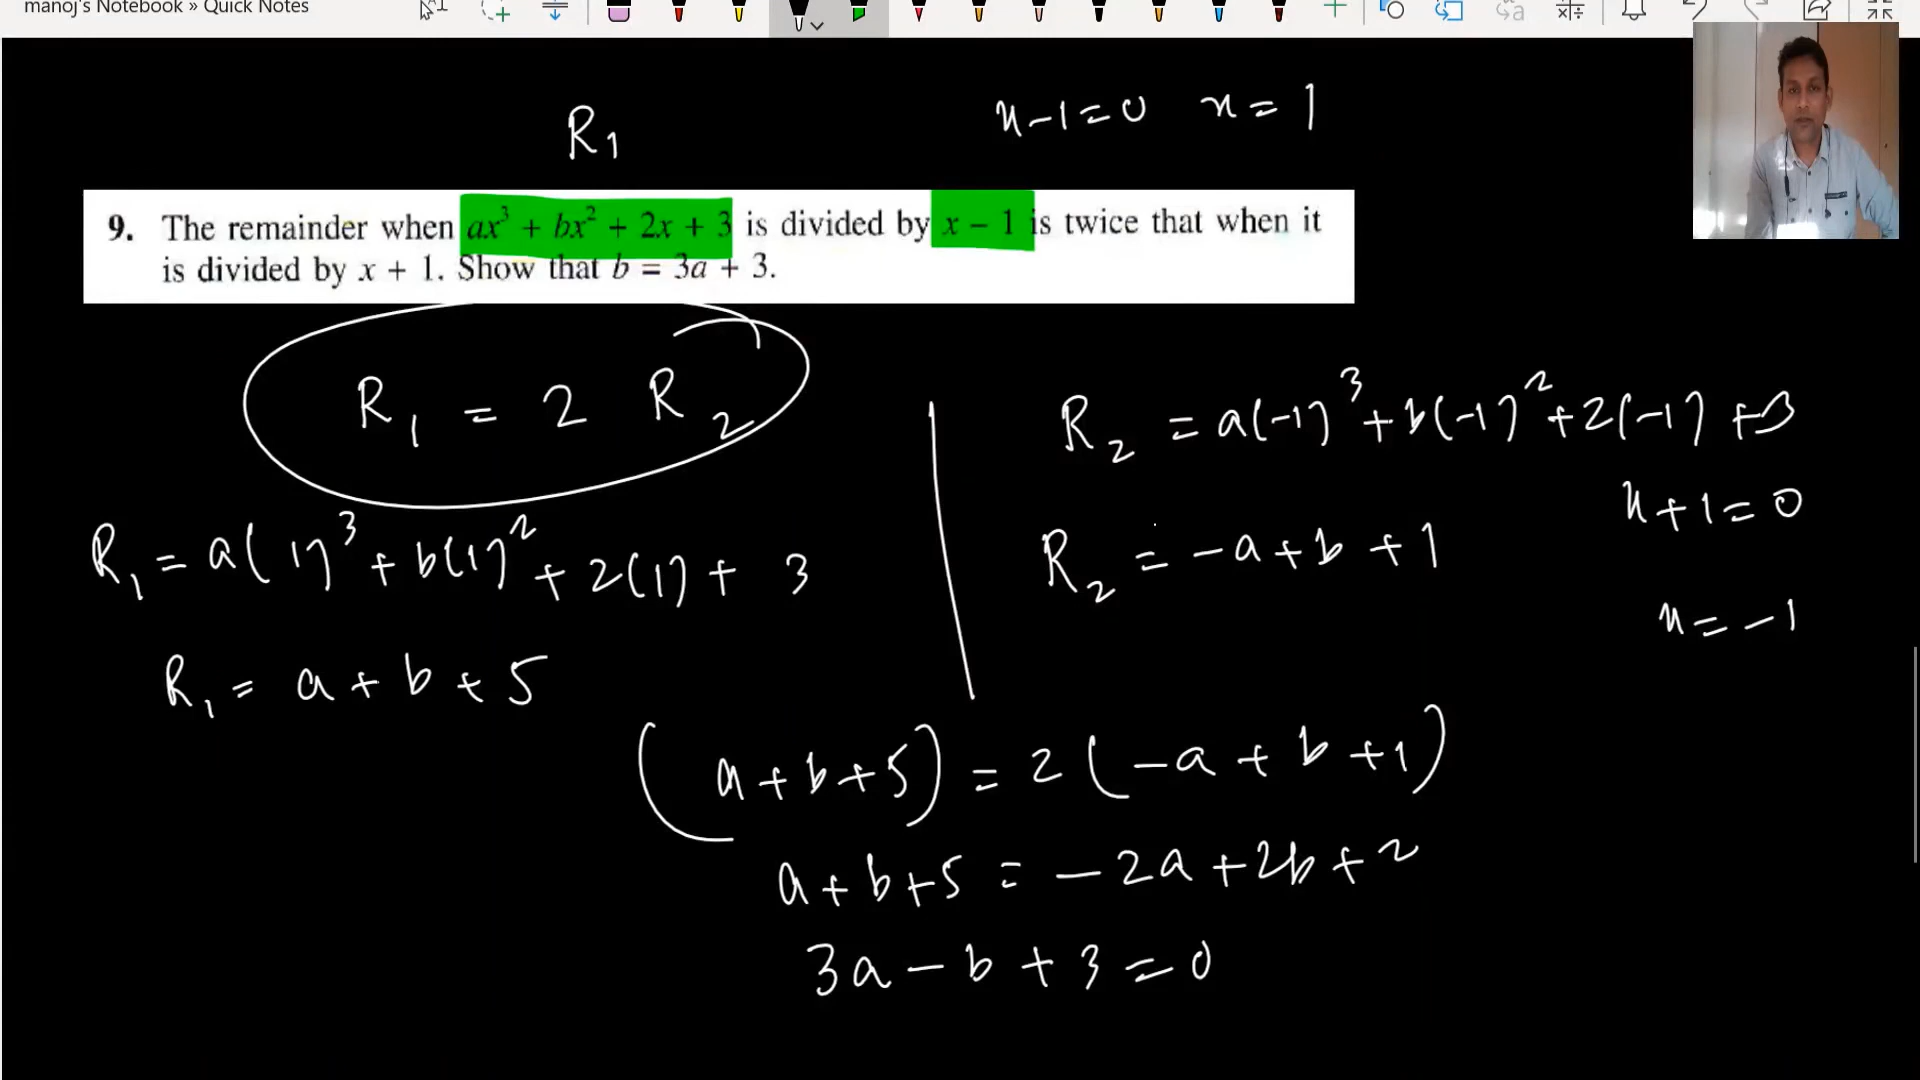 manoj's Notebook » Quick Notes
R₁
x-1=0 x=1
9. The remainder when ax³ + bx² + 2x + 3 is divided by x − 1 is twice that when it
is divided by x + 1. Show that b = 3a + 3.
R₁ = 2 R₂
R₁ = a(1)³ + b(1)² + 2(1) + 3
R₁ = a + b + 5
R₂ = a(-1)³ + b(-1)² + 2(-1) + 3
x+1=0
R₂ = -a + b + 1
x=-1
(a+b+5) = 2(-a + b + 1)
a + b + 5 = -2a + 2b + 2
3a - b + 3 = 0